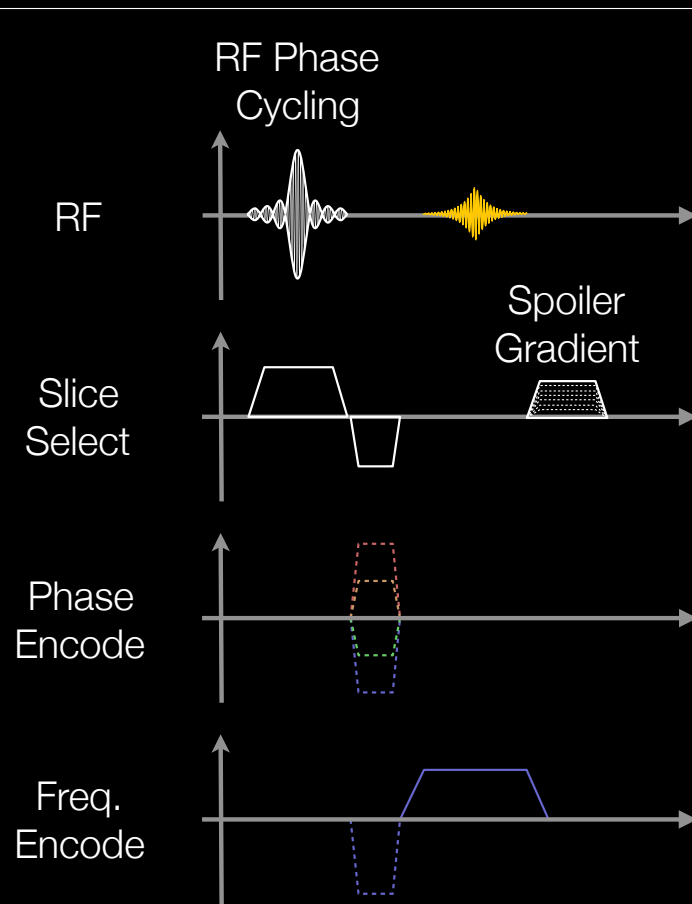 RF Phase
Cycling
RF
Spoiler
Gradient
Slice
Select
Phase
Encode
Freq.
Encode